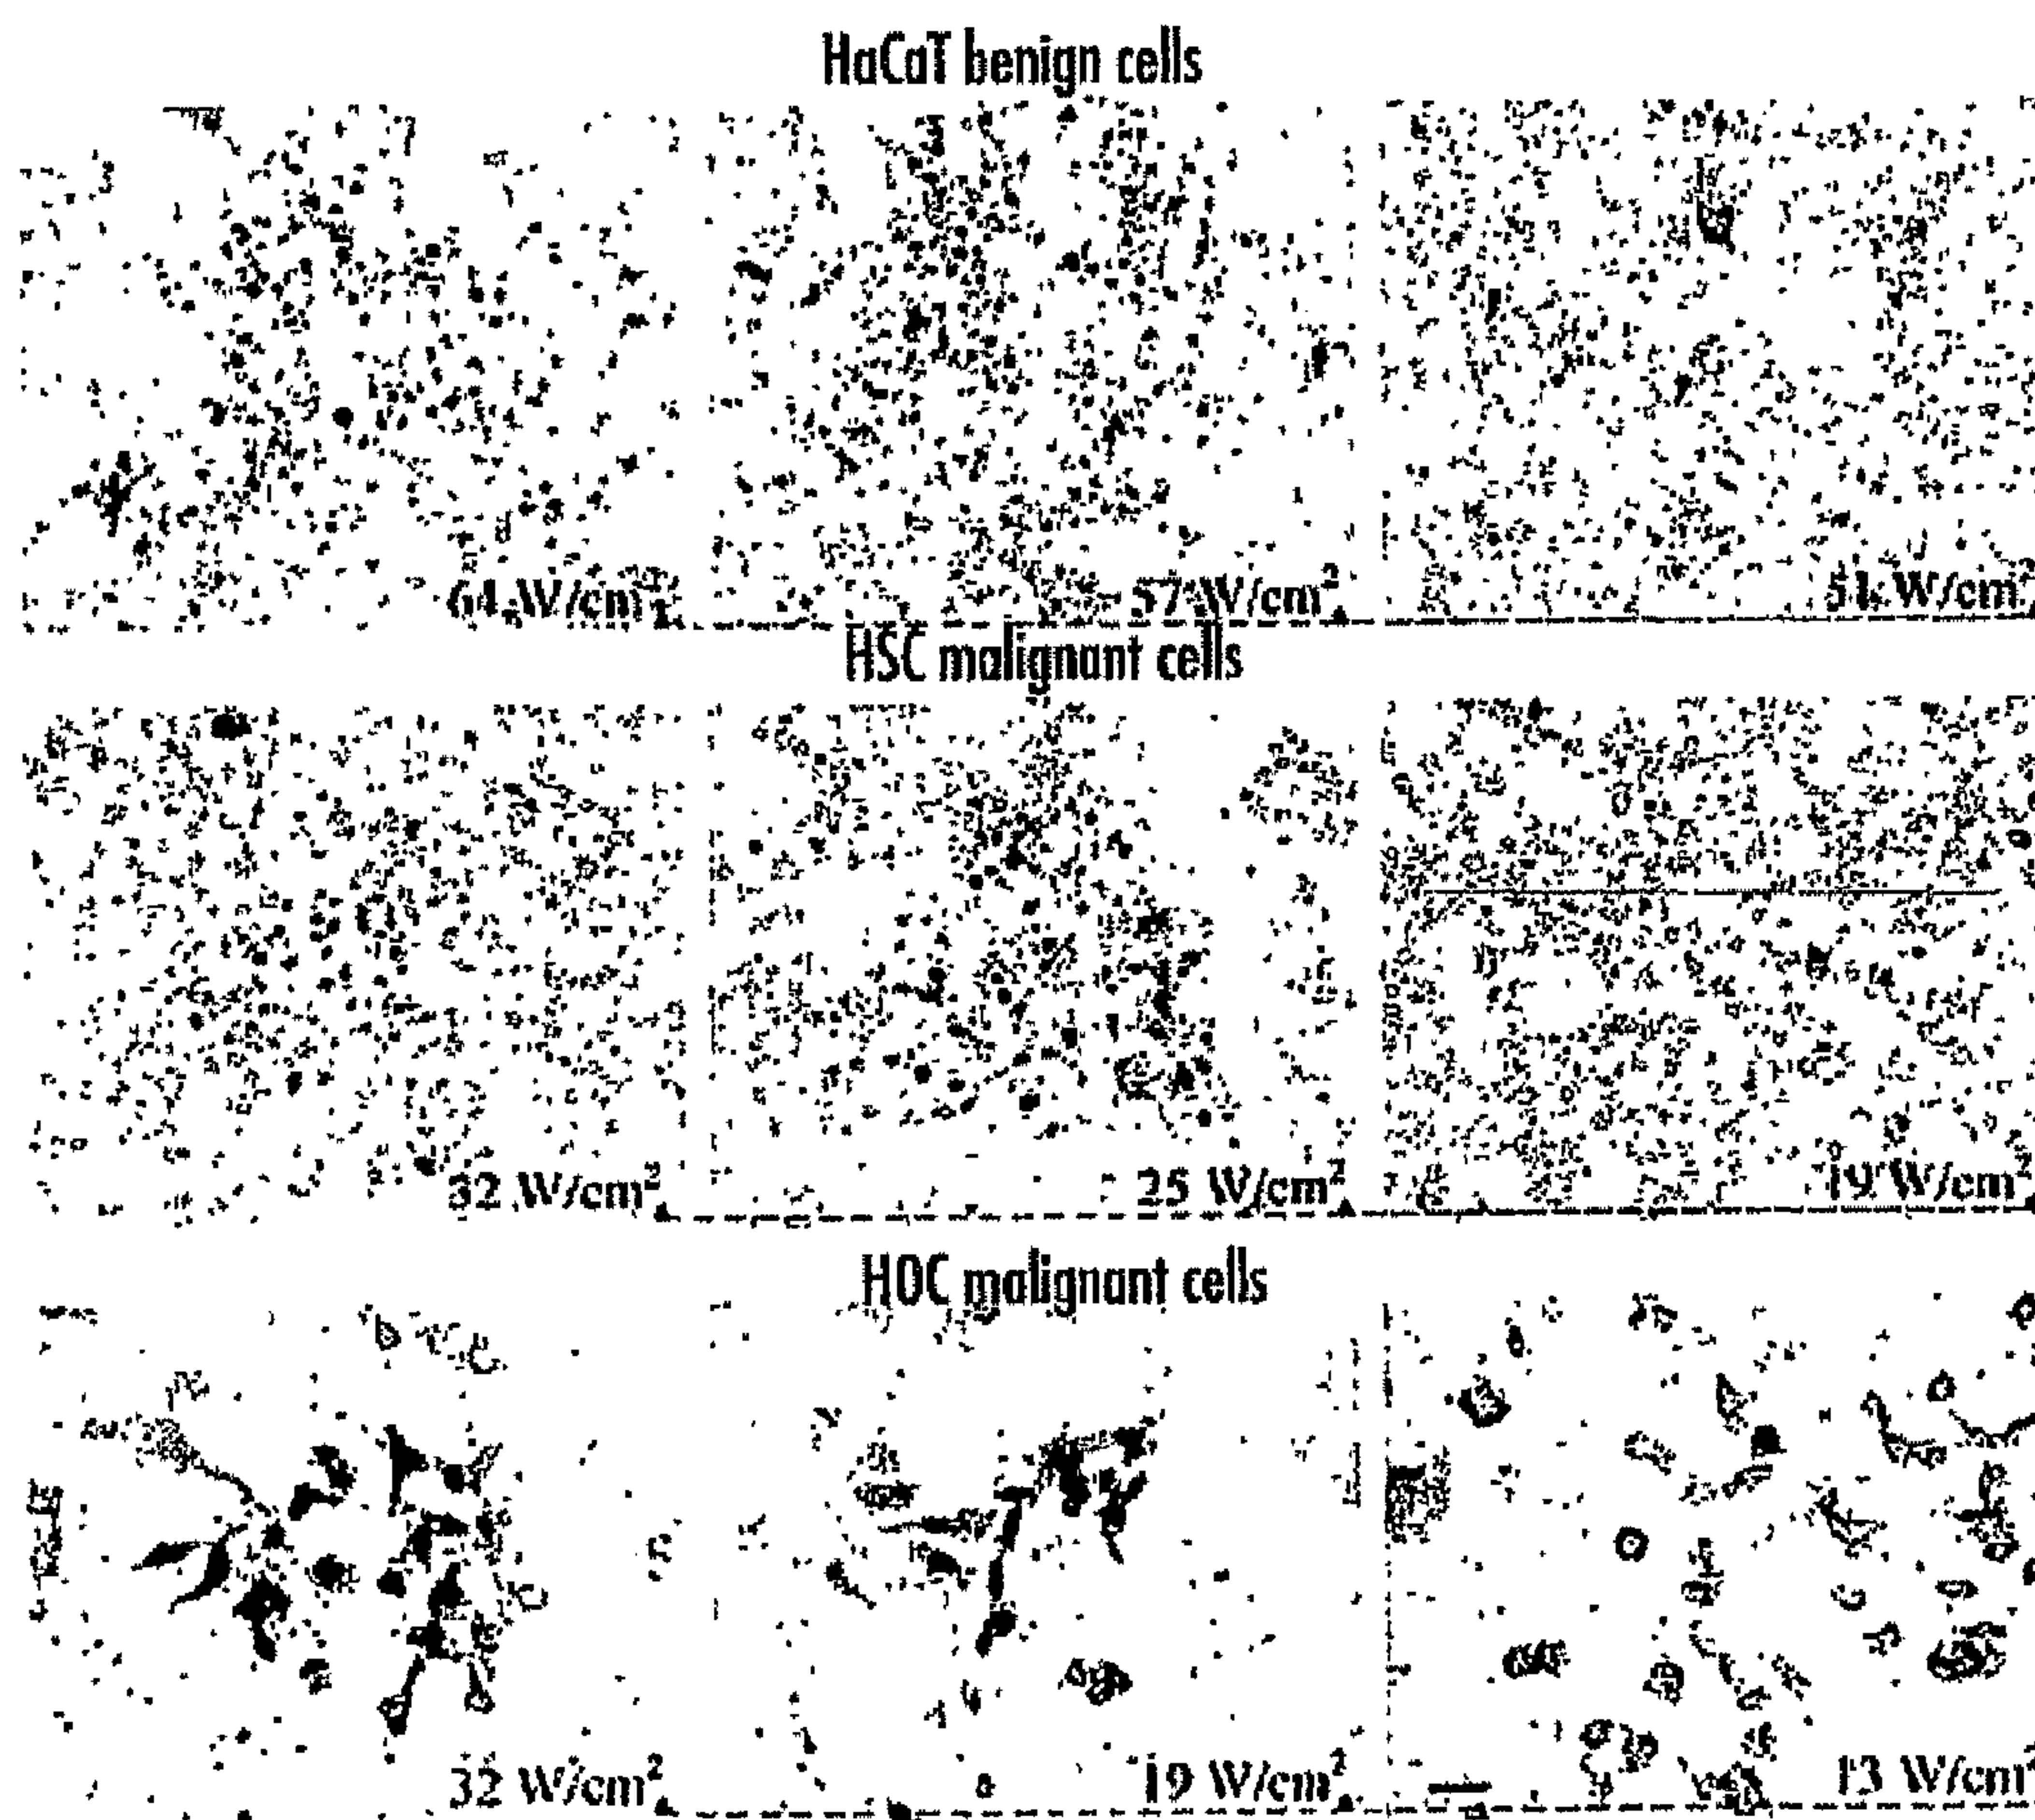 HaCaT benign cells
64 W/cm² 57 W/cm² 51 W/cm²
HSC malignant cells
32 W/cm² 25 W/cm² 19 W/cm²
HOC malignant cells
32 W/cm² 19 W/cm² 13 W/cm²